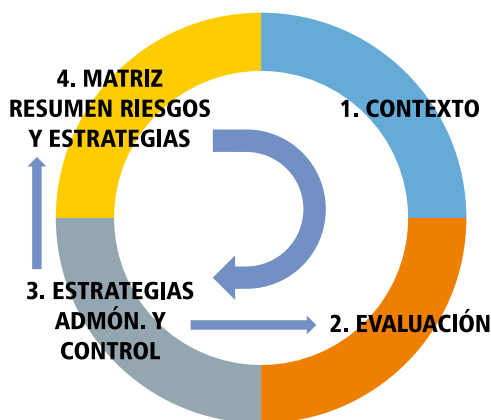 4. MATRIZ
RESUMEN RIESGOS
Y ESTRATEGIAS
1. CONTEXTO
3. ESTRATEGIAS
ADMÓN. Y
CONTROL
2. EVALUACIÓN